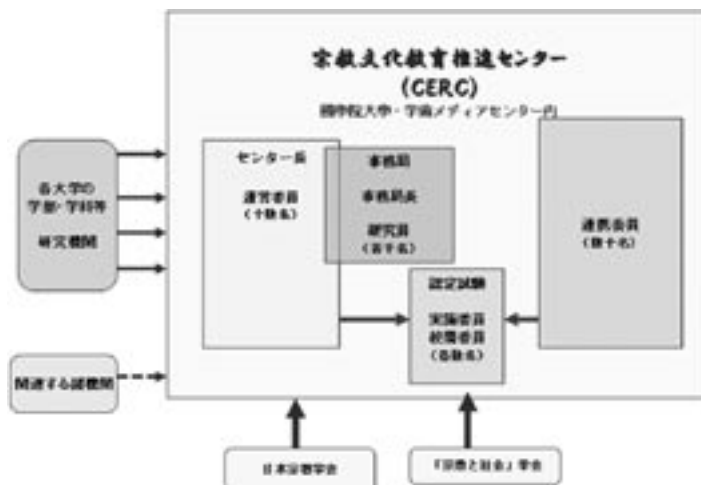 宗教文化教育推進センター
(CERC)
國學院大學・学術メディアセンター内
各大学の
学部・学科等
研究機関
センター長
運営委員
(十数名)
事務局
事務局長
研究員
(若干名)
連携委員
(数十名)
認定試験
実施委員
(各数名)
関連する諸機関
日本宗教学会
「宗教と社会」学会